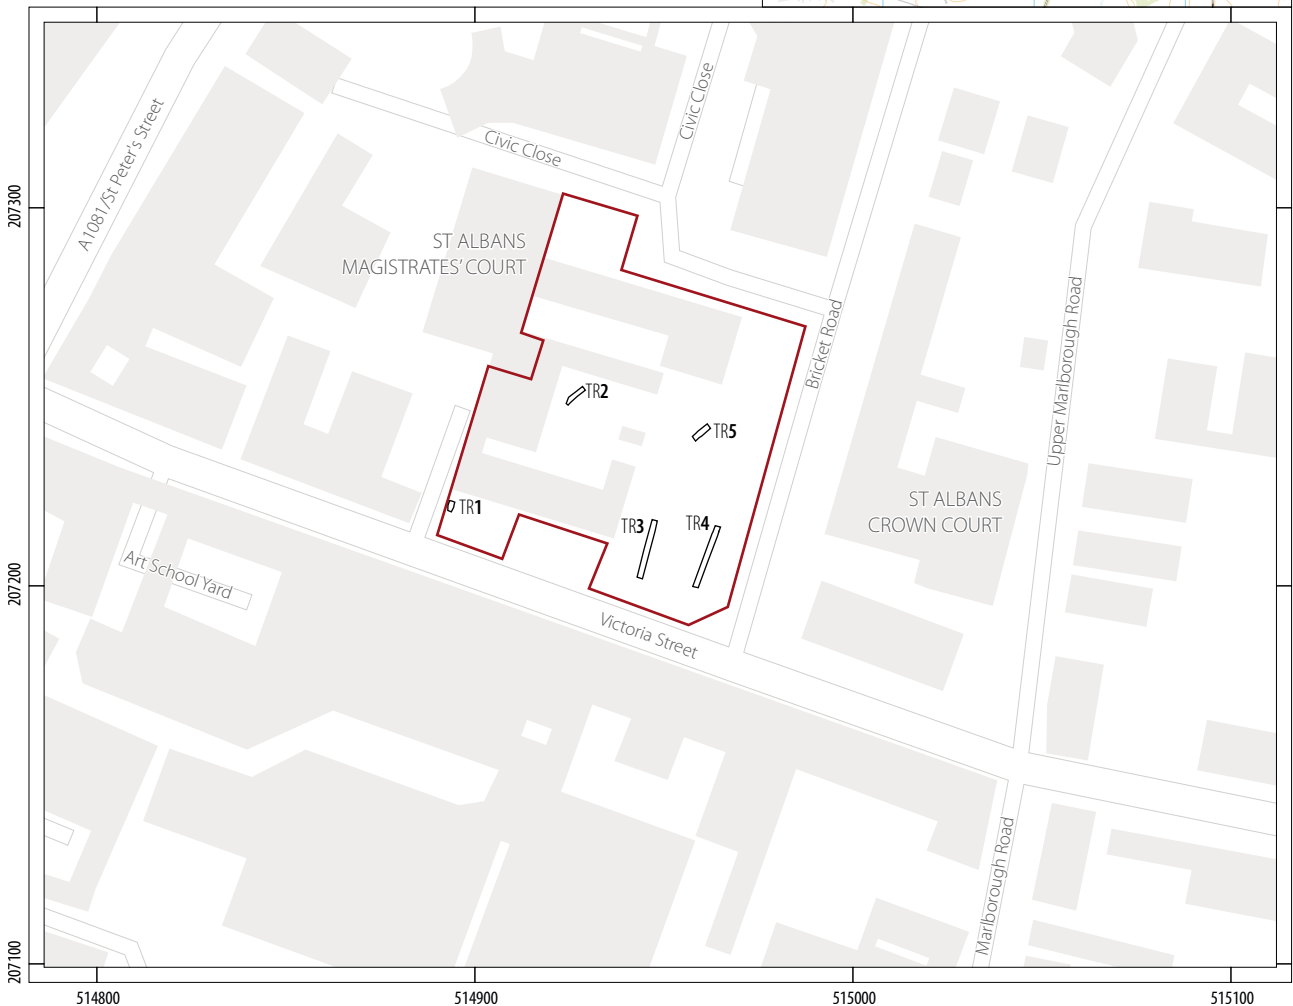 Civic Close
A1081/St Peter's Street
Civic Close
207300
ST ALBANS
MAGISTRATES' COURT
Bricket Road
Upper Marlborough Road
TR2
TR5
ST ALBANS
CROWN COURT
TR1
TR3
TR4
Art School Yard
207200
Victoria Street
Marlborough Road
207100
514800
514900
515000
515100